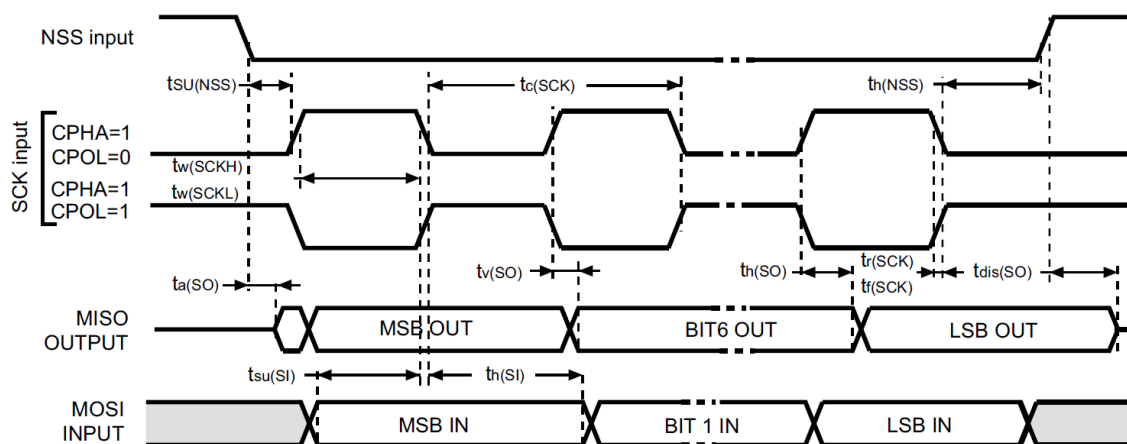 NSS input
tSU(NSS)
tc(SCK)
th(NSS)
SCK input
CPHA=1
CPOL=0
tw(SCKH)
CPHA=1
tw(SCKL)
CPOL=1
ta(SO)
tv(SO)
th(SO)
tr(SCK)
tf(SCK)
tdis(SO)
MISO
OUTPUT
MSB OUT
BIT6 OUT
LSB OUT
tsu(SI)
th(SI)
MOSI
INPUT
MSB IN
BIT 1 IN
LSB IN